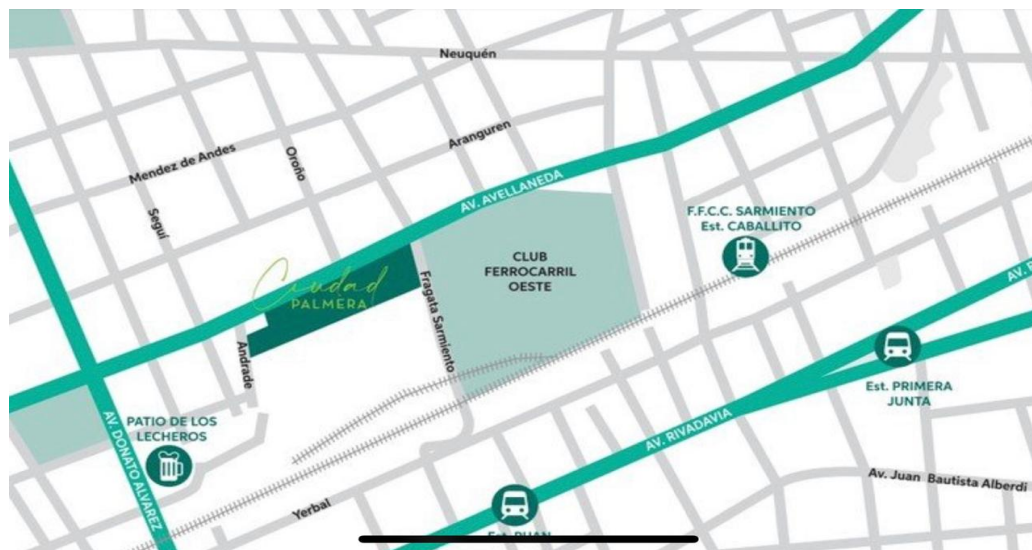 Neuquén
Aranguren
Mendez de Andes
Oroño
AV. AVELLANEDA
Seguí
F.F.C.C. SARMIENTO
Est. CABALLITO
CLUB
FERROCARRIL
OESTE
Ciudad
PALMERA
Fragata Sarmiento
Andrade
Est. PRIMERA
JUNTA
PATIO DE LOS
LECHEROS
AV. DONATO ALVAREZ
AV. RIVADAVIA
Av. Juan Bautista Alberdi
Yerbal